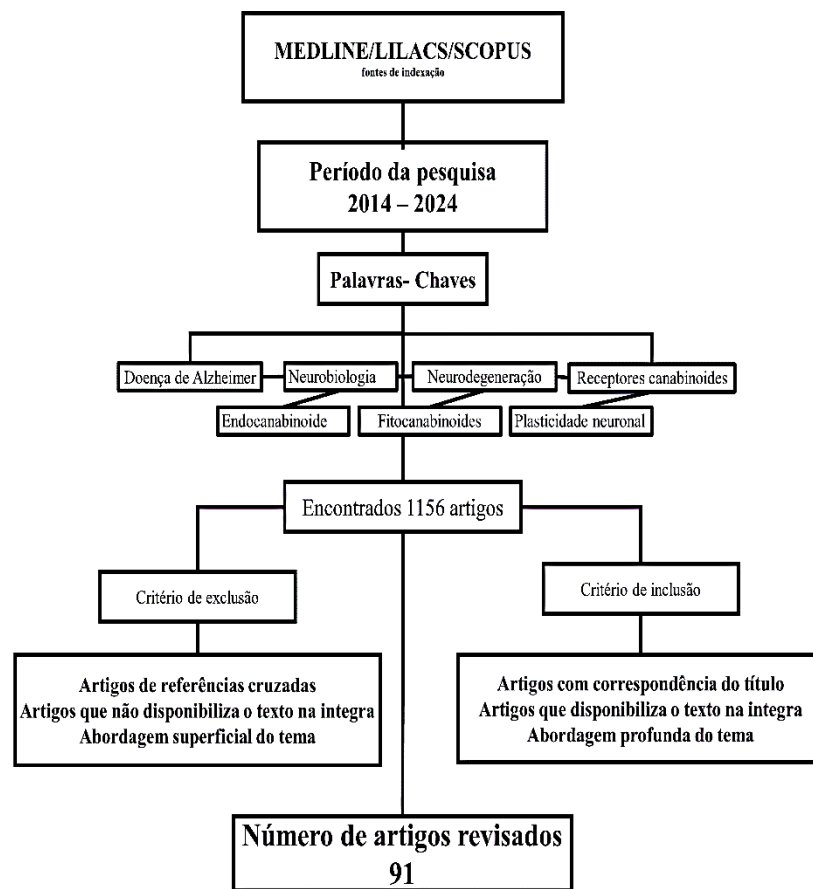 MEDLINE/LILACS/SCOPUS
fontes de indexação
Período da pesquisa
2014 – 2024
Palavras- Chaves
Doença de Alzheimer
Neurobiologia
Neurodegeneração
Receptores canabinoides
Endocanabinoide
Fitocanabinoides
Plasticidade neuronal
Encontrados 1156 artigos
Critério de exclusão
Critério de inclusão
Artigos de referências cruzadas
Artigos que não disponibiliza o texto na integra
Abordagem superficial do tema
Artigos com correspondência do título
Artigos que disponibiliza o texto na integra
Abordagem profunda do tema
Número de artigos revisados
91